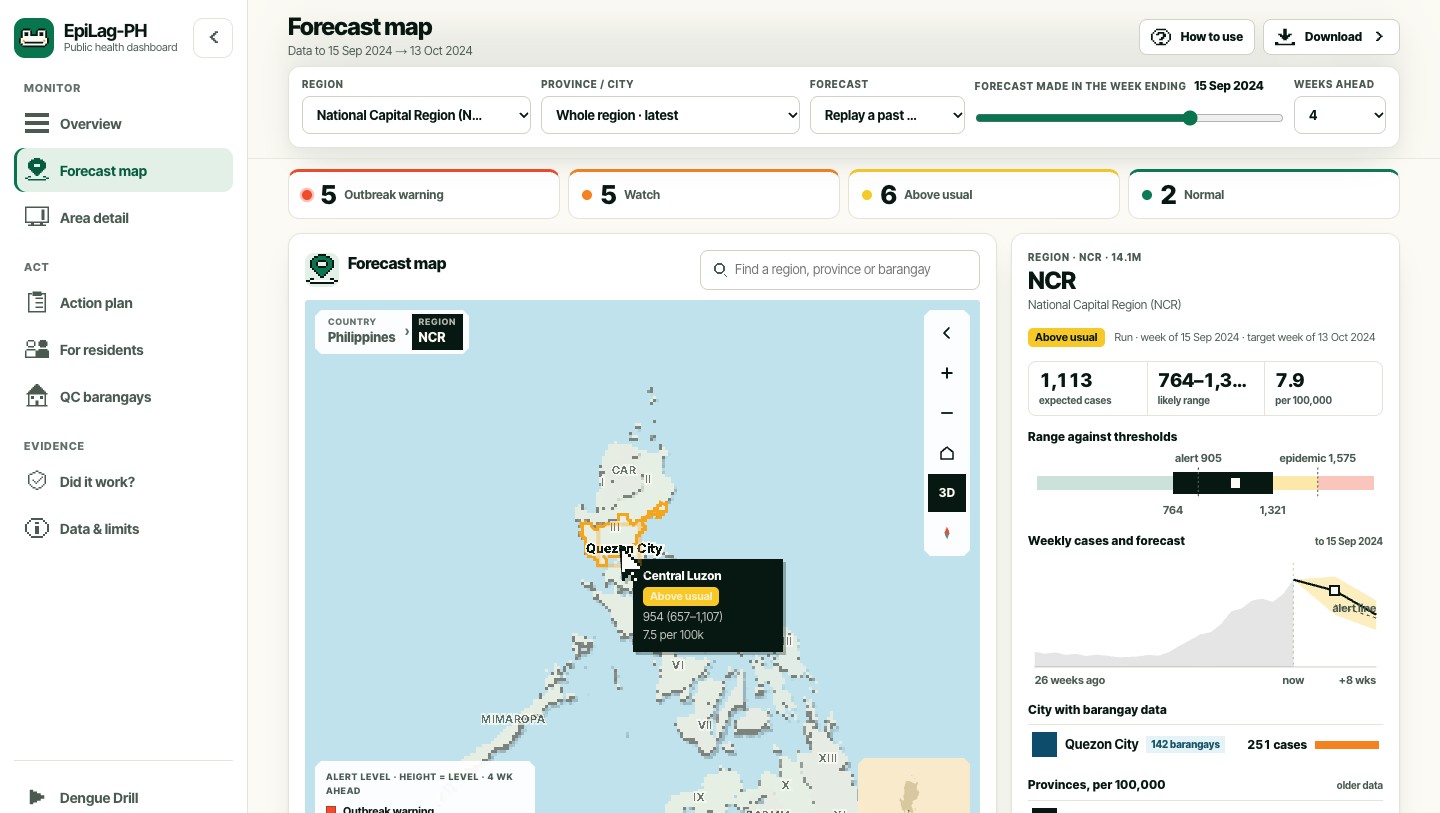 EpiLag-PH
Public health dashboard
MONITOR
Overview
Forecast map
Area detail
ACT
Action plan
For residents
QC barangays
EVIDENCE
Did it work?
Data & limits
Dengue Drill
Forecast map
Data to 15 Sep 2024 → 13 Oct 2024
How to use
Download
REGION
National Capital Region (N...
PROVINCE / CITY
Whole region · latest
FORECAST
Replay a past ...
FORECAST MADE IN THE WEEK ENDING 15 Sep 2024
WEEKS AHEAD
4
5 Outbreak warning
5 Watch
6 Above usual
2 Normal
Forecast map
Find a region, province or barangay
COUNTRY
Philippines
›
REGION
NCR
3D
CAR
I
II
III
Quezon City
Central Luzon
Above usual
954 (657–1,107)
7.5 per 100k
VI
MIMAROPA
VII
XIII
X
IX
ALERT LEVEL · HEIGHT = LEVEL · 4 WK
AHEAD
Outbreak warning
REGION · NCR · 14.1M
NCR
National Capital Region (NCR)
Above usual
Run · week of 15 Sep 2024 · target week of 13 Oct 2024
1,113
expected cases
764–1,3...
likely range
7.9
per 100,000
Range against thresholds
alert 905
epidemic 1,575
764
1,321
Weekly cases and forecast
to 15 Sep 2024
alert line
26 weeks ago
now
+8 wks
City with barangay data
Quezon City
142 barangays
251 cases
Provinces, per 100,000
older data